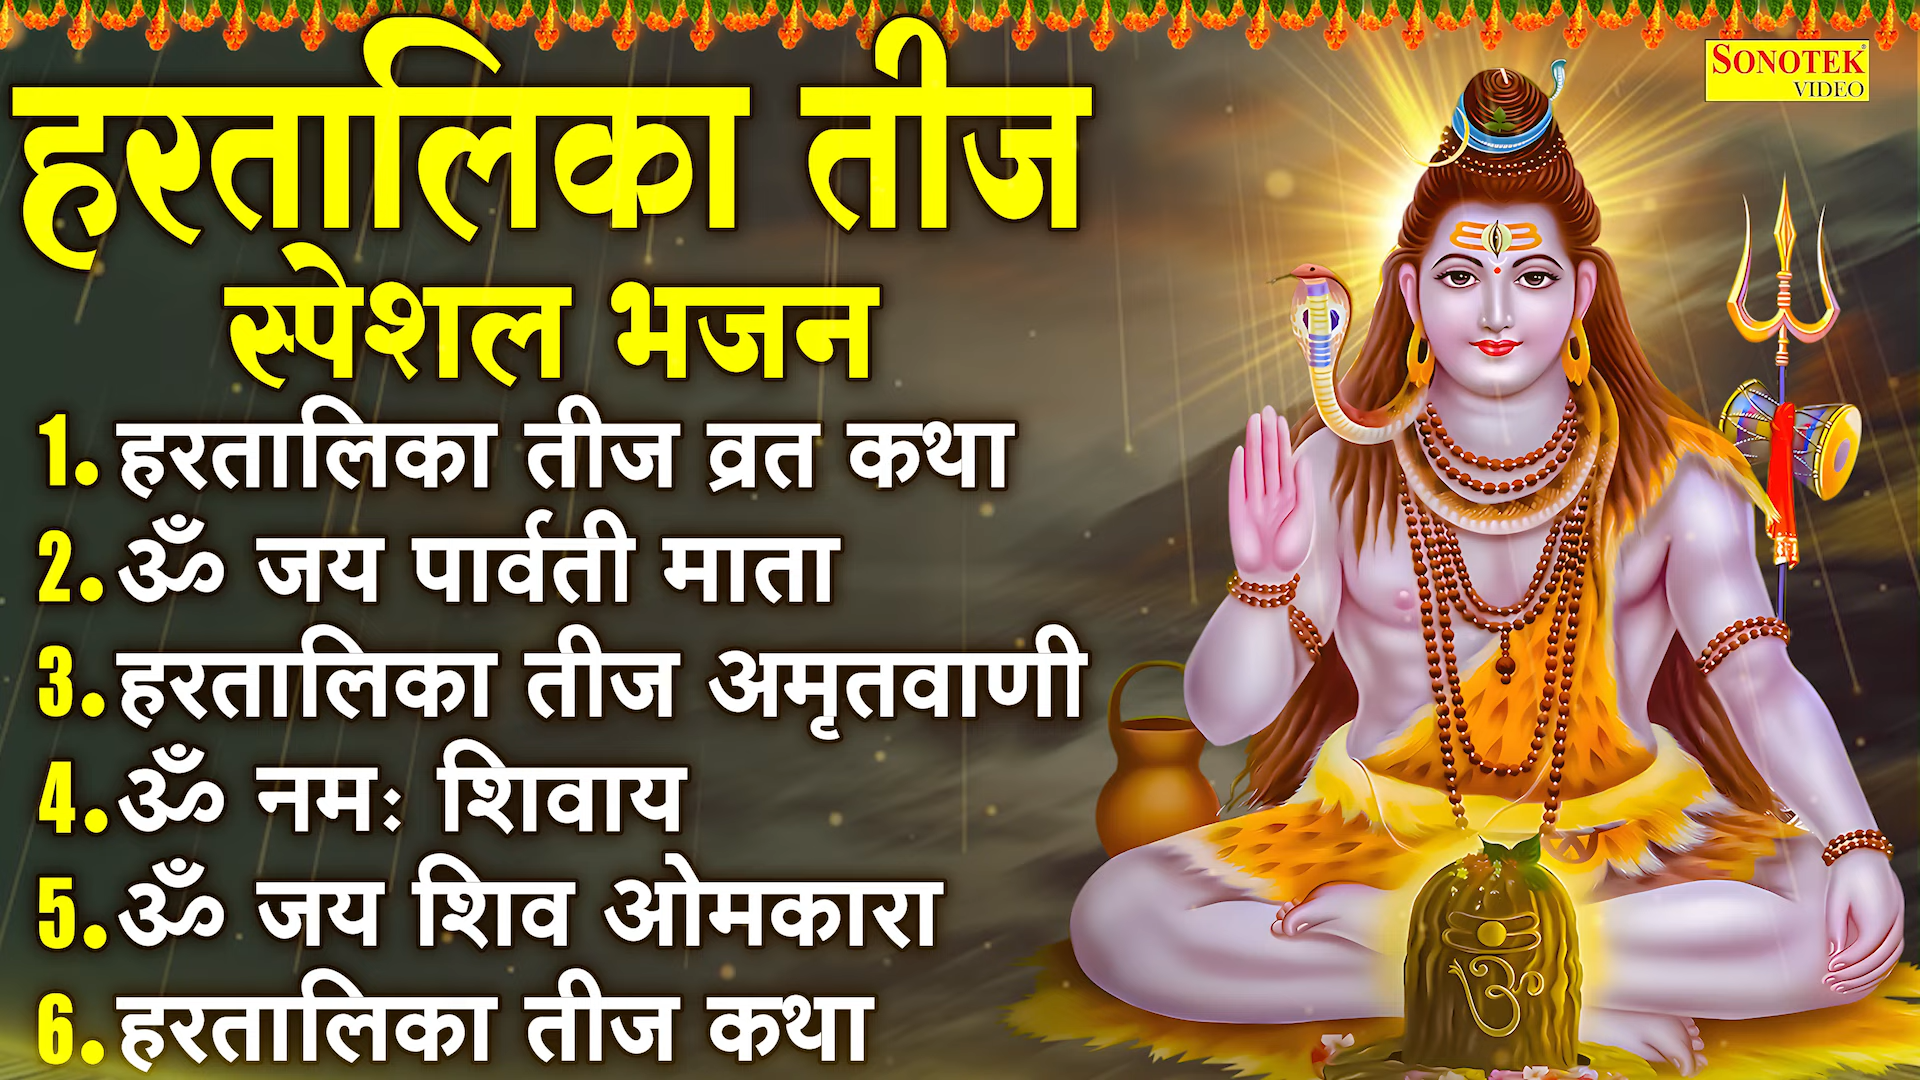 SONOTEK
VIDEO
हरतालिका तीज
स्पेशल भजन
1. हरतालिका तीज व्रत कथा
2. ॐ जय पार्वती माता
3. हरतालिका तीज अमृतवाणी
4. ॐ नमः शिवाय
5. ॐ जय शिव ओमकारा
6. हरतालिका तीज कथा
ॐ